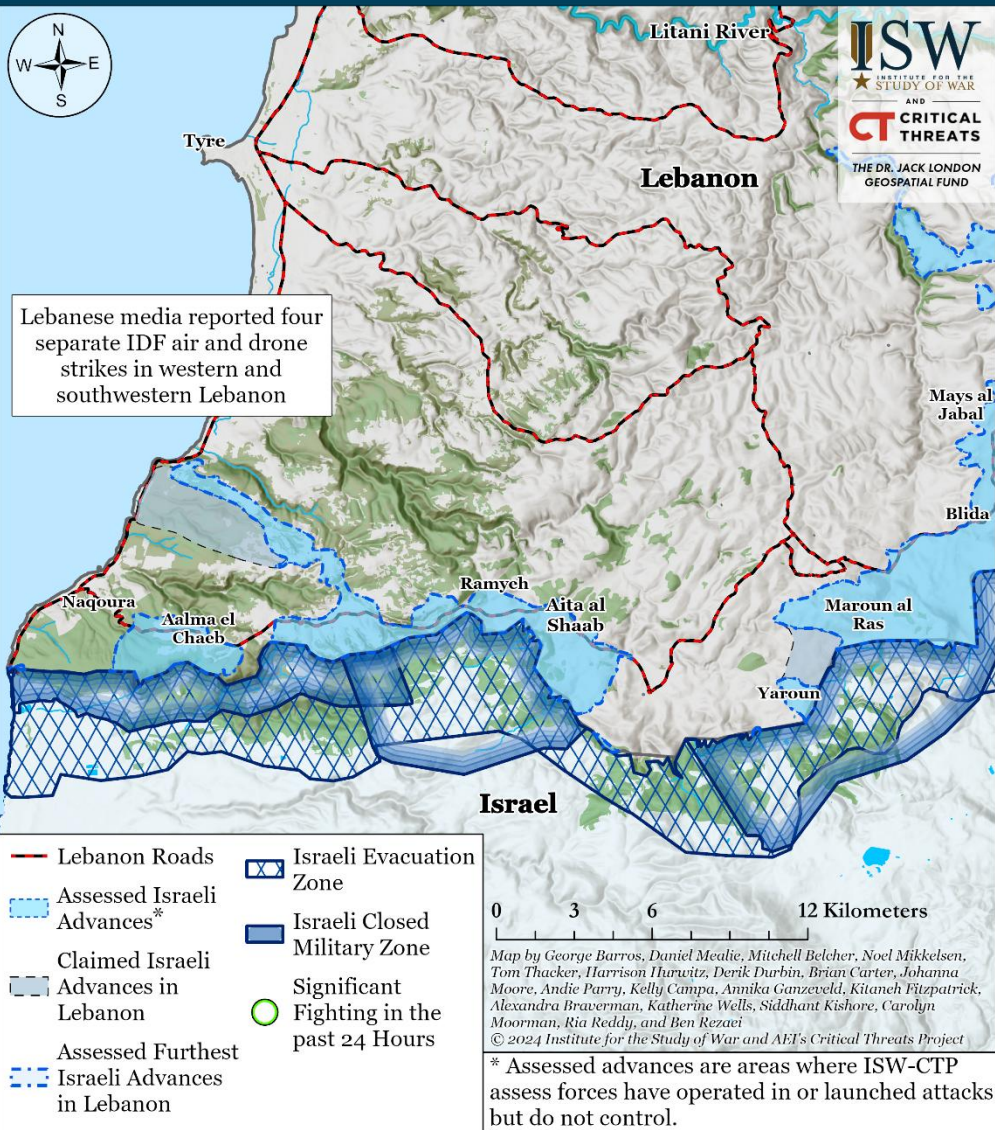 N
W
E
S
Litani River
ISW
INSTITUTE FOR THE
STUDY OF WAR
AND
CT CRITICAL
THREATS
THE DR. JACK LONDON
GEOSPATIAL FUND
Tyre
Lebanon
Lebanese media reported four
separate IDF air and drone
strikes in western and
southwestern Lebanon
Mays al
Jabal
Blida
Naqoura
Aalma el
Chaeb
Ramyeh
Aita al
Shaab
Maroun al
Ras
Yaroun
Israel
Lebanon Roads
Assessed Israeli
Advances*
Claimed Israeli
Advances in
Lebanon
Assessed Furthest
Israeli Advances
in Lebanon
Israeli Evacuation
Zone
Israeli Closed
Military Zone
Significant
Fighting in the
past 24 Hours
0 3 6 12 Kilometers
Map by George Barros, Daniel Mealie, Mitchell Belcher, Noel Mikkelsen,
Tom Thacker, Harrison Hurwitz, Derik Durbin, Brian Carter, Johanna
Moore, Andie Parry, Kelly Campa, Annika Ganzeveld, Kitaneh Fitzpatrick,
Alexandra Braverman, Katherine Wells, Siddhant Kishore, Carolyn
Moorman, Ria Reddy, and Ben Rezaei
© 2024 Institute for the Study of War and AEI's Critical Threats Project
* Assessed advances are areas where ISW-CTP
assess forces have operated in or launched attacks
but do not control.